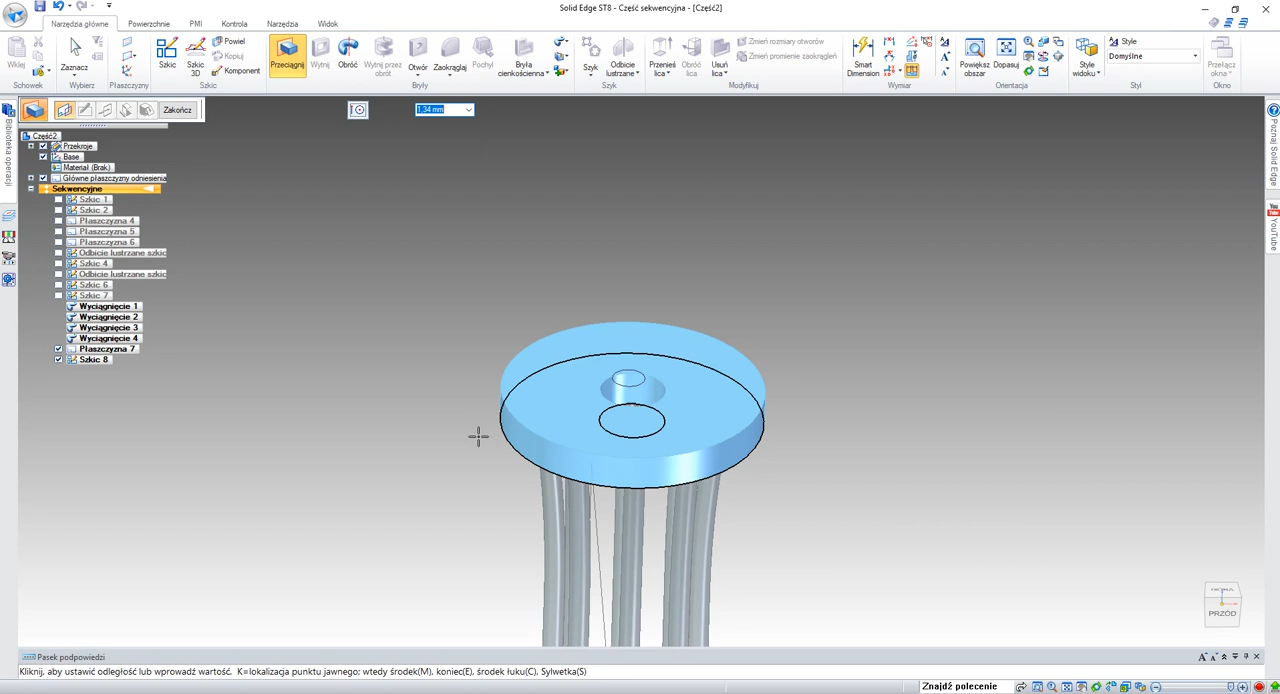 Solid Edge ST8 - Część sekwencyjna - [Część2]
Narzędzia główne Powierzchnie PMI Kontrola Narzędzia Widok
Wklej Kopiuj Schowek
Zaznacz Wybierz
Płaszczyzny
Szkic Szkic 3D Powiel Komponent Szkic
Przeciągnij Wytnij Obróć Wytnij przez obrót Otwór Zaokrąglaj Pochyl Bryła cienkościenna Bryły
Szyk Odbicie lustrzane Szyk
Przenieś lica Obróć lica Usuń lica Zmień rozmiary otworów Zmień promienie zaokrągleń Modyfikuj
Smart Dimension Wymiar
Powiększ obszar Dopasuj Orientacja
Style widoku Style Domyślne Styl
Przełącz okna Okno
Zakończ 1,34 mm
Biblioteka operacji
Część2
Przekroje
Base
Materiał (Brak)
Główne płaszczyzny odniesienia
Sekwencyjne
Szkic 1
Szkic 2
Płaszczyzna 4
Płaszczyzna 5
Płaszczyzna 6
Odbicie lustrzane szkic
Szkic 4
Odbicie lustrzane szkic
Szkic 6
Szkic 7
Wyciągnięcie 1
Wyciągnięcie 2
Wyciągnięcie 3
Wyciągnięcie 4
Płaszczyzna 7
Szkic 8
Poznaj Solid Edge
You Tube
YouTube
PRZÓD
Pasek podpowiedzi
Kliknij, aby ustawić odległość lub wprowadź wartość. K=lokalizacja punktu jawnego; wtedy środek(M), koniec(E), środek łuku(C), Sylwetka(S)
Znajdź polecenie